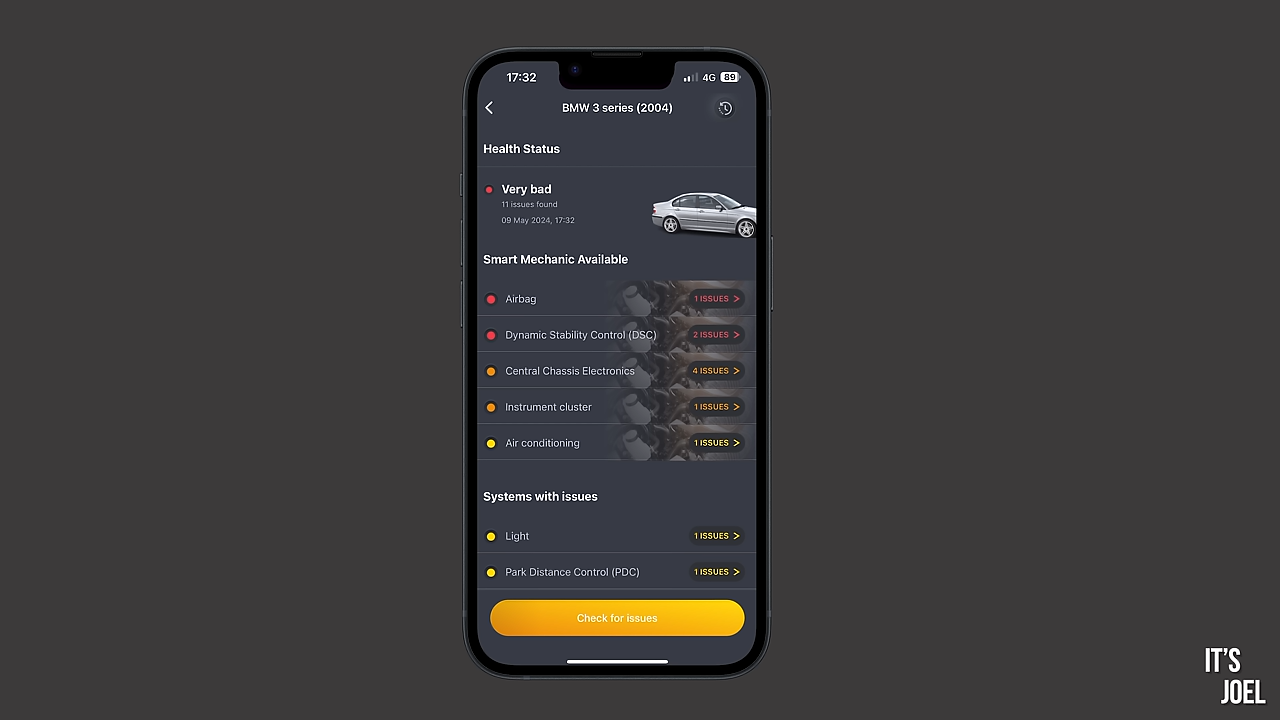 17:32
4G 89
BMW 3 series (2004)
Health Status
Very bad
11 issues found
09 May 2024, 17:32
Smart Mechanic Available
Airbag
1 ISSUES >
Dynamic Stability Control (DSC)
2 ISSUES >
Central Chassis Electronics
4 ISSUES >
Instrument cluster
1 ISSUES >
Air conditioning
1 ISSUES >
Systems with issues
Light
1 ISSUES >
Park Distance Control (PDC)
1 ISSUES >
Check for issues
IT'S
JOEL